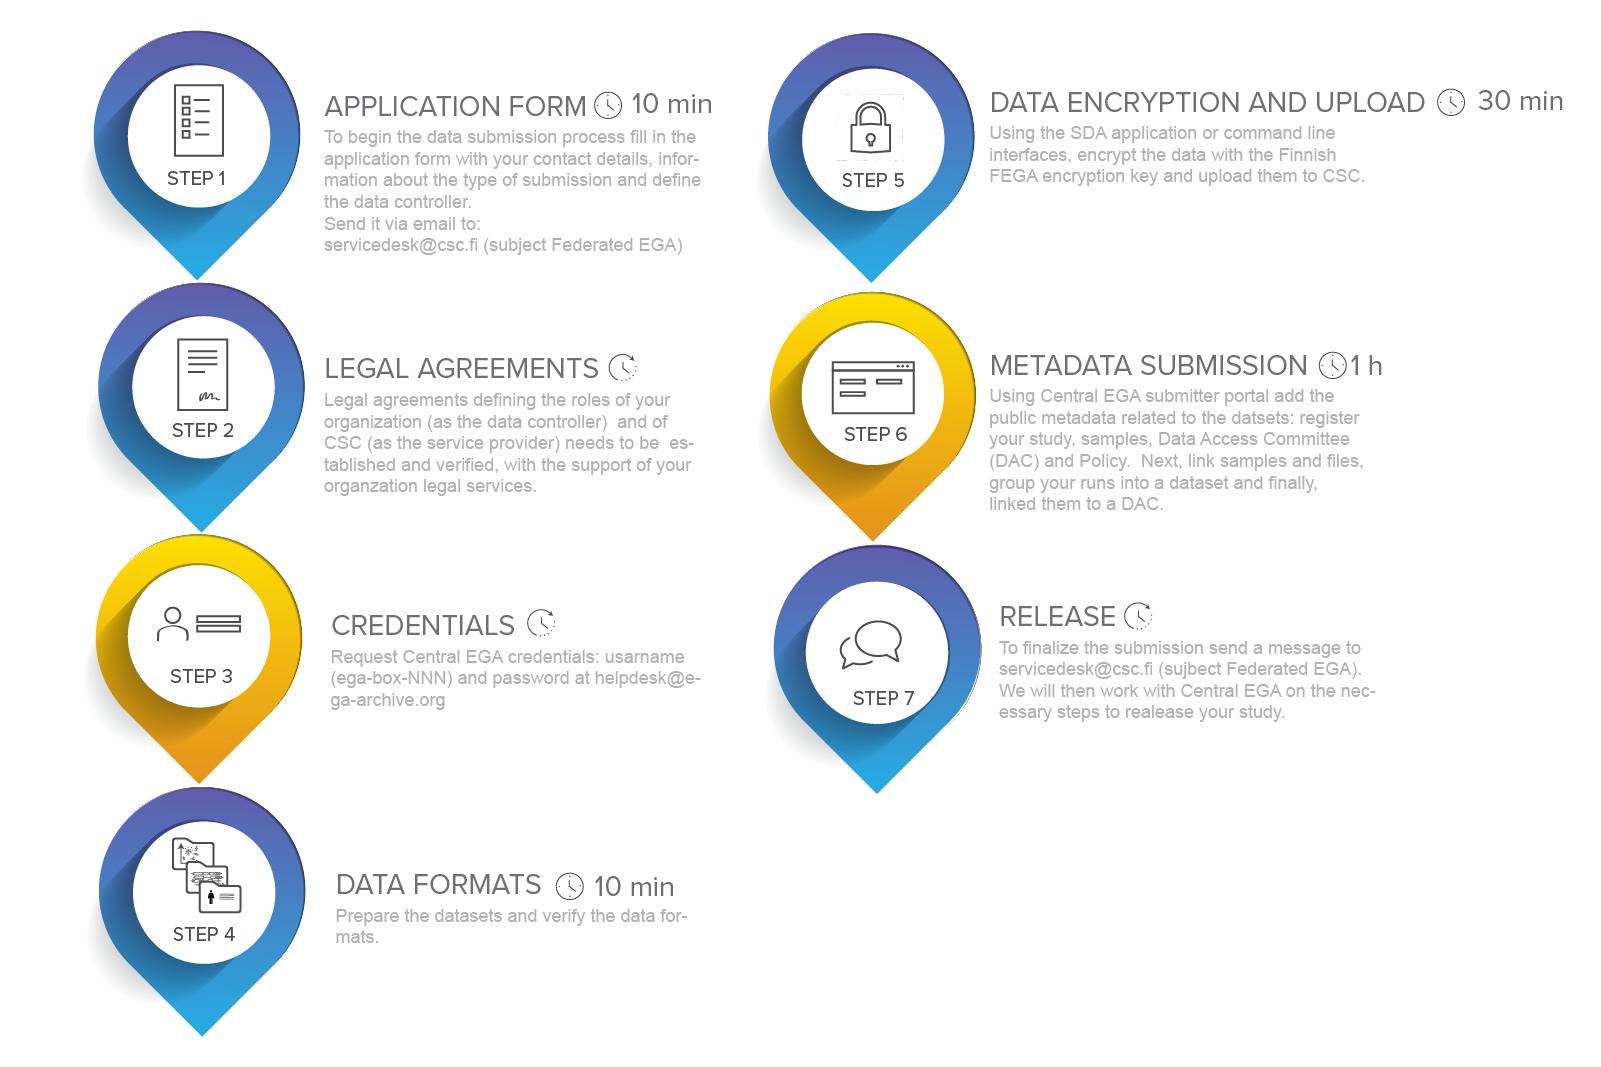 STEP 1
APPLICATION FORM 10 min
To begin the data submission process fill in the
application form with your contact details, infor-
mation about the type of submission and define
the data controller.
Send it via email to:
servicedesk@csc.fi (subject Federated EGA)
STEP 2
LEGAL AGREEMENTS
Legal agreements defining the roles of your
organization (as the data controller)  and of
CSC (as the service provider) needs to be  es-
tablished and verified, with the support of your
organzation legal services.
STEP 3
CREDENTIALS
Request Central EGA credentials: usarname
(ega-box-NNN) and password at helpdesk@e-
ga-archive.org
STEP 4
DATA FORMATS 10 min
Prepare the datasets and verify the data for-
mats.
STEP 5
DATA ENCRYPTION AND UPLOAD 30 min
Using the SDA application or command line
interfaces, encrypt the data with the Finnish
FEGA encryption key and upload them to CSC.
STEP 6
METADATA SUBMISSION 1 h
Using Central EGA submitter portal add the
public metadata related to the datsets: register
your study, samples, Data Access Committee
(DAC) and Policy.  Next, link samples and files,
group your runs into a dataset and finally,
linked them to a DAC.
STEP 7
RELEASE
To finalize the submission send a message to
servicedesk@csc.fi (sujbect Federated EGA).
We will then work with Central EGA on the nec-
essary steps to realease your study.